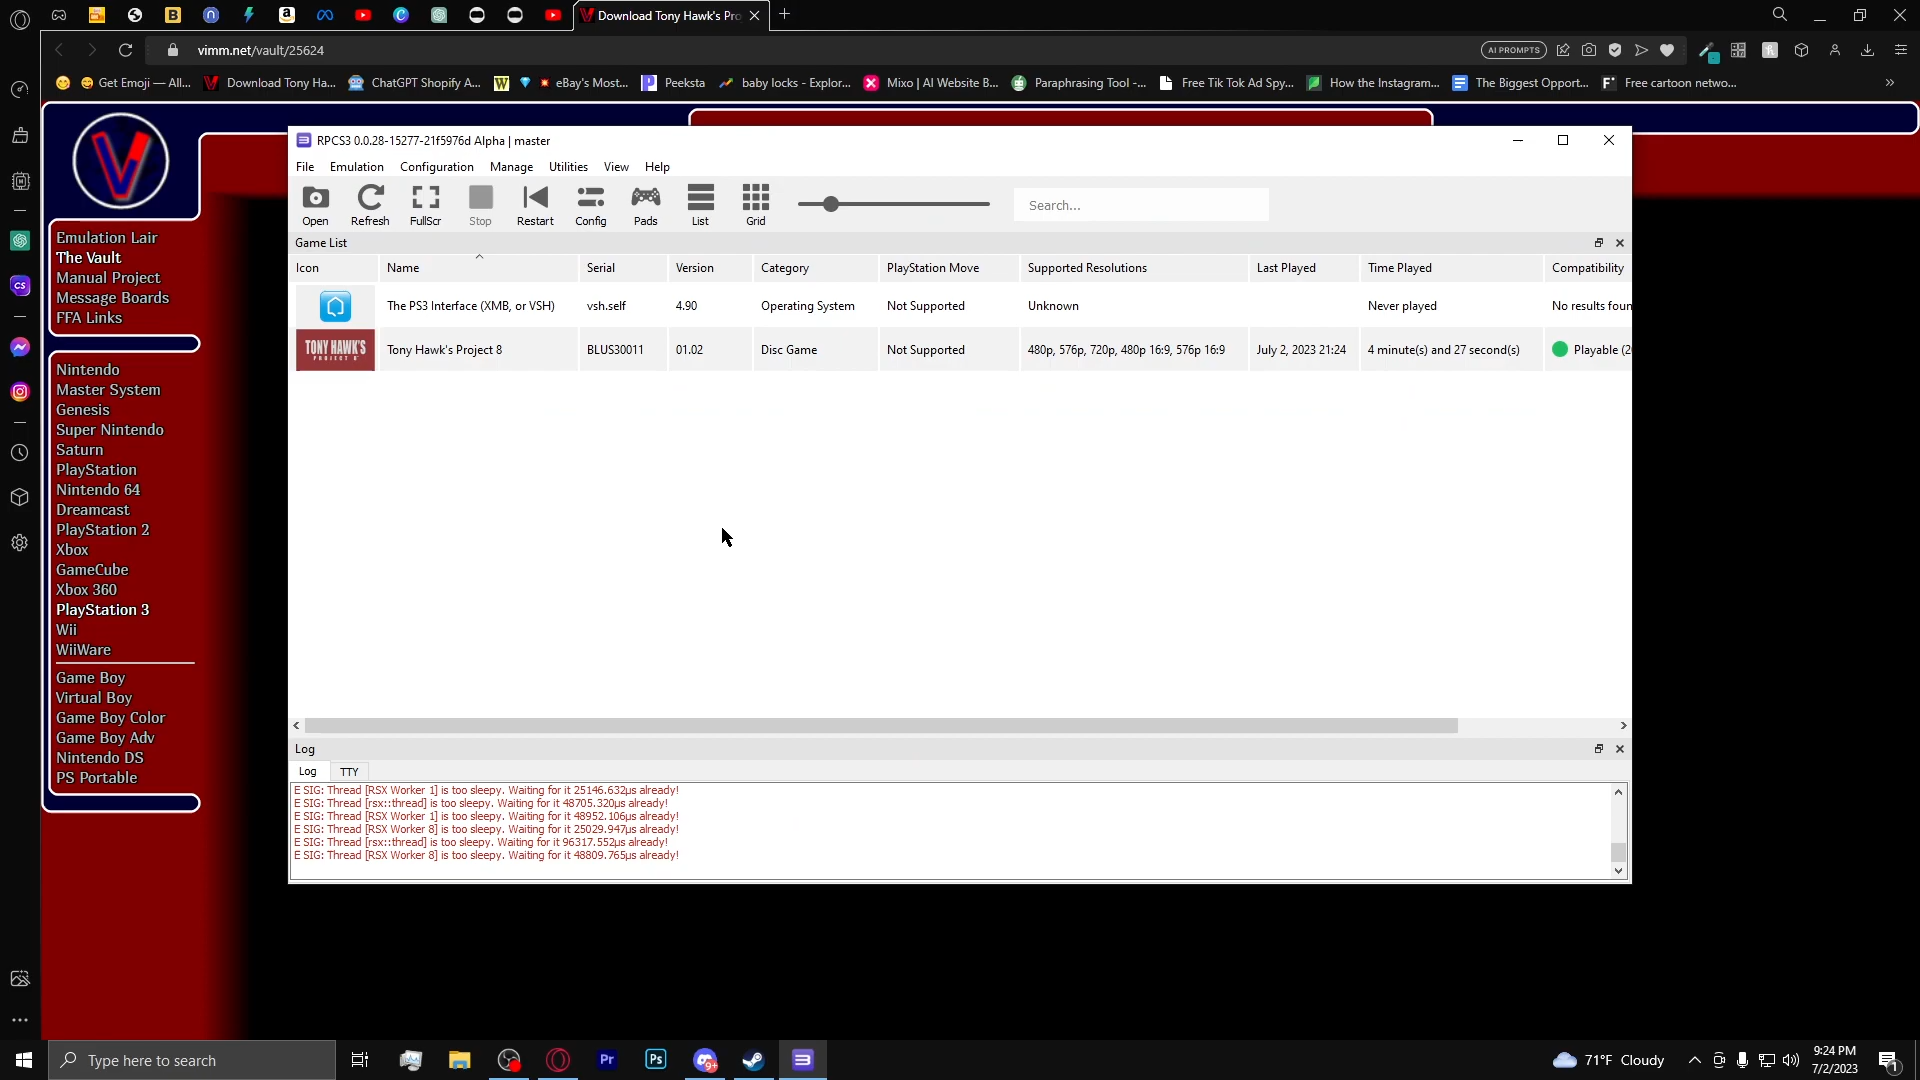 Download Tony Hawk's Pro
vimm.net/vault/25624
AI PROMPTS
Get Emoji — All...
Download Tony Ha...
ChatGPT Shopify A...
W
eBay's Most...
Peeksta
baby locks - Explor...
Mixo | AI Website B...
Paraphrasing Tool -...
Free Tik Tok Ad Spy...
How the Instagram...
The Biggest Opport...
Free cartoon netwo...
V
Emulation Lair
The Vault
Manual Project
Message Boards
FFA Links
Nintendo
Master System
Genesis
Super Nintendo
Saturn
PlayStation
Nintendo 64
Dreamcast
PlayStation 2
Xbox
GameCube
Xbox 360
PlayStation 3
Wii
WiiWare
Game Boy
Virtual Boy
Game Boy Color
Game Boy Adv
Nintendo DS
PS Portable
RPCS3 0.0.28-15277-21f5976d Alpha | master
File Emulation Configuration Manage Utilities View Help
Open Refresh FullScr Stop Restart Config Pads List Grid
Search...
Game List
Icon Name Serial Version Category PlayStation Move Supported Resolutions Last Played Time Played Compatibility
The PS3 Interface (XMB, or VSH) vsh.self 4.90 Operating System Not Supported Unknown Never played No results foun
TONY HAWK'S
PROJECT 8
Tony Hawk's Project 8 BLUS30011 01.02 Disc Game Not Supported 480p, 576p, 720p, 480p 16:9, 576p 16:9 July 2, 2023 21:24 4 minute(s) and 27 second(s) Playable (2
Log
Log TTY
E SIG: Thread [RSX Worker 1] is too sleepy. Waiting for it 25146.632µs already!
E SIG: Thread [rsx::thread] is too sleepy. Waiting for it 48705.320µs already!
E SIG: Thread [RSX Worker 1] is too sleepy. Waiting for it 48952.106µs already!
E SIG: Thread [RSX Worker 8] is too sleepy. Waiting for it 25029.947µs already!
E SIG: Thread [rsx::thread] is too sleepy. Waiting for it 96317.552µs already!
E SIG: Thread [RSX Worker 8] is too sleepy. Waiting for it 48809.765µs already!
Type here to search
Pr
Ps
9+
71°F Cloudy
9:24 PM
7/2/2023
1